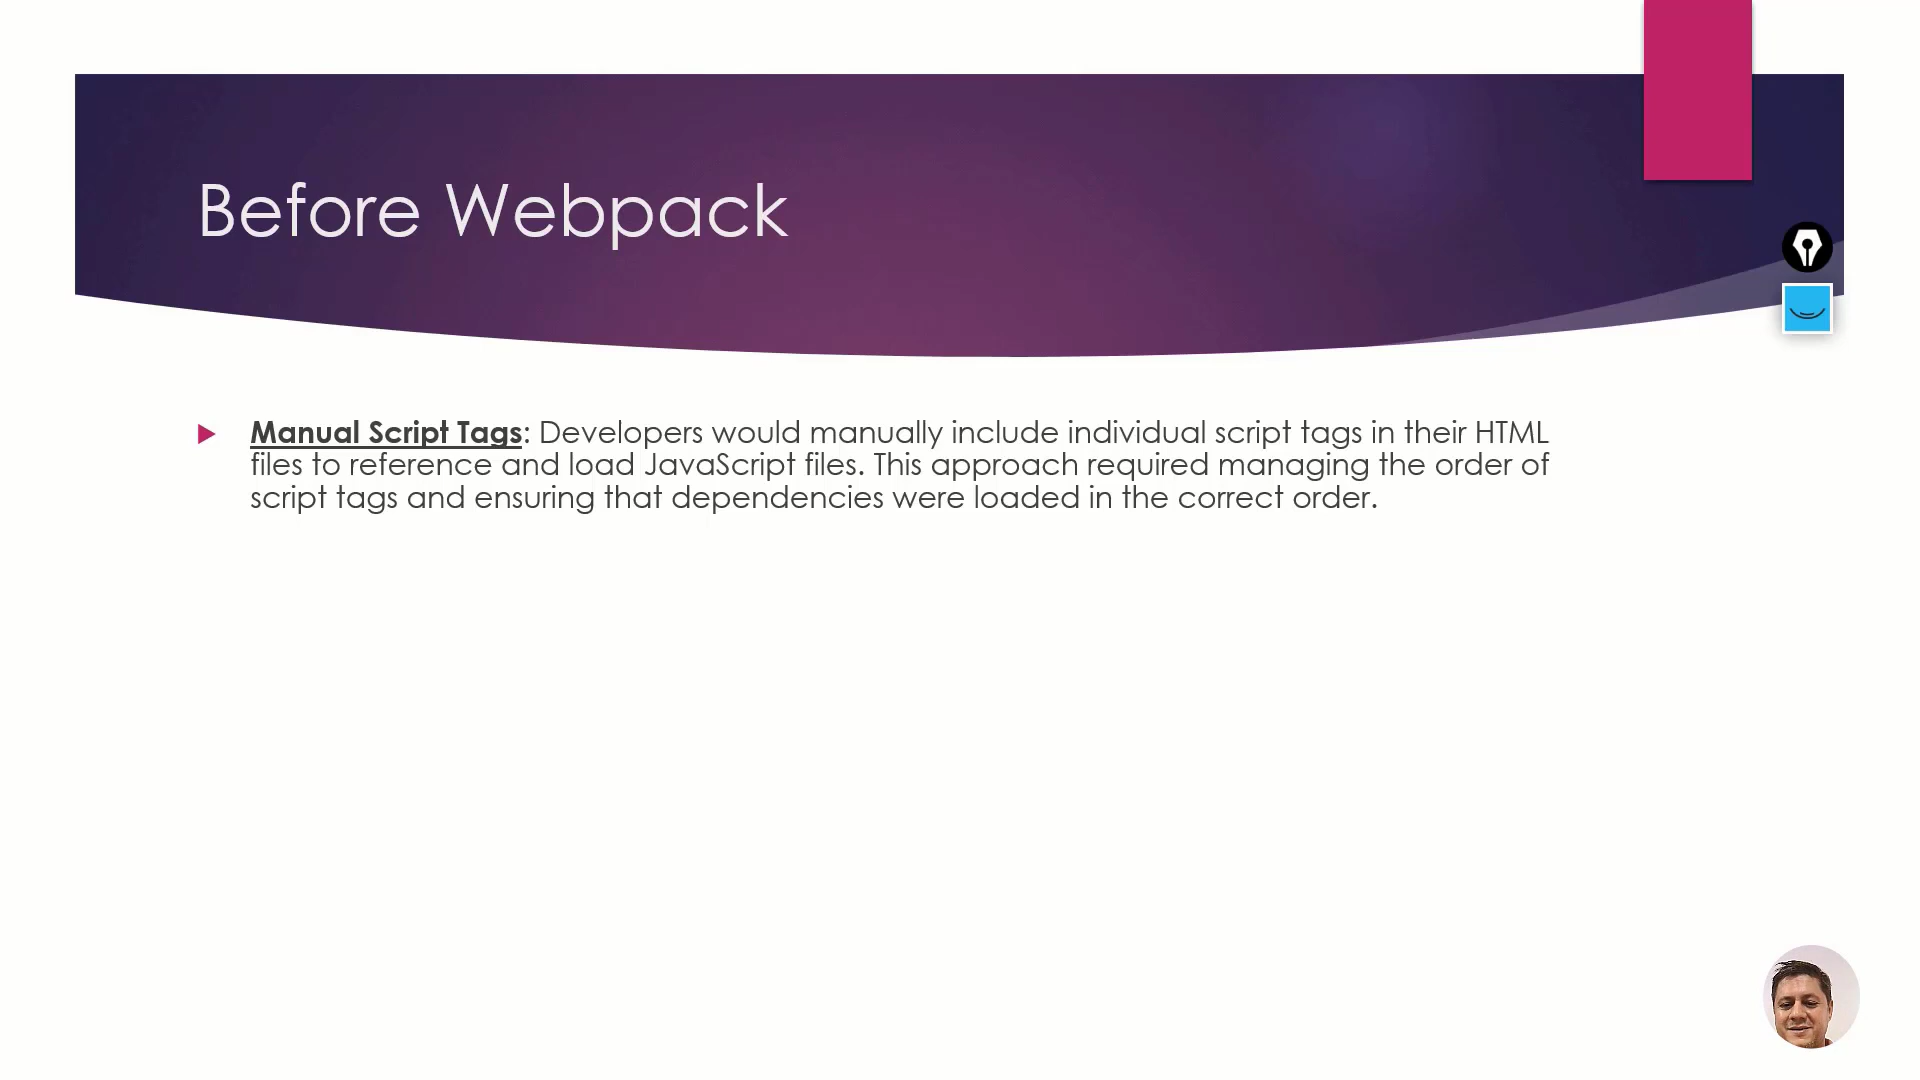 Before Webpack
Manual Script Tags: Developers would manually include individual script tags in their HTML
files to reference and load JavaScript files. This approach required managing the order of
script tags and ensuring that dependencies were loaded in the correct order.